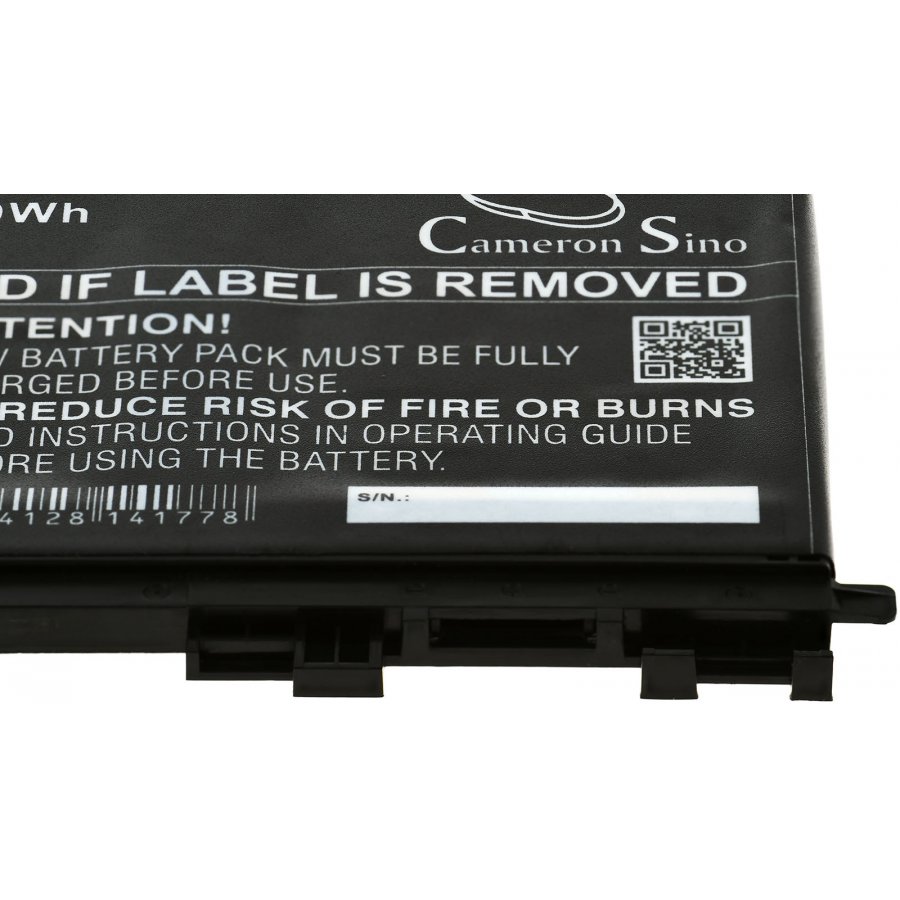 0Wh
Cameron Sino
D IF LABEL IS REMOVED
TENTION!
/ BATTERY PACK MUST BE FULLY
RGED BEFORE USE.
REDUCE RISK OF FIRE OR BURNS
D INSTRUCTIONS IN OPERATING GUIDE
ORE USING THE BATTERY.
4128 141778
S/N.: